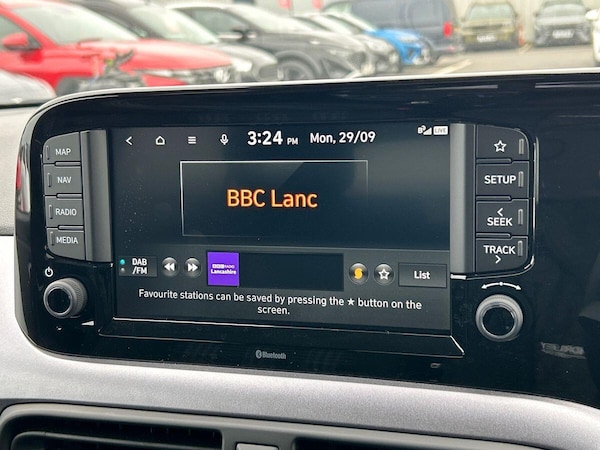 3:24 PM Mon, 29/09 LIVE
MAP
NAV
RADIO
MEDIA
BBC Lanc
☆
SETUP
< SEEK
TRACK >
DAB
/FM
BBC RADIO
Lancashire
List
Favourite stations can be saved by pressing the ★ button on the
screen.
Bluetooth